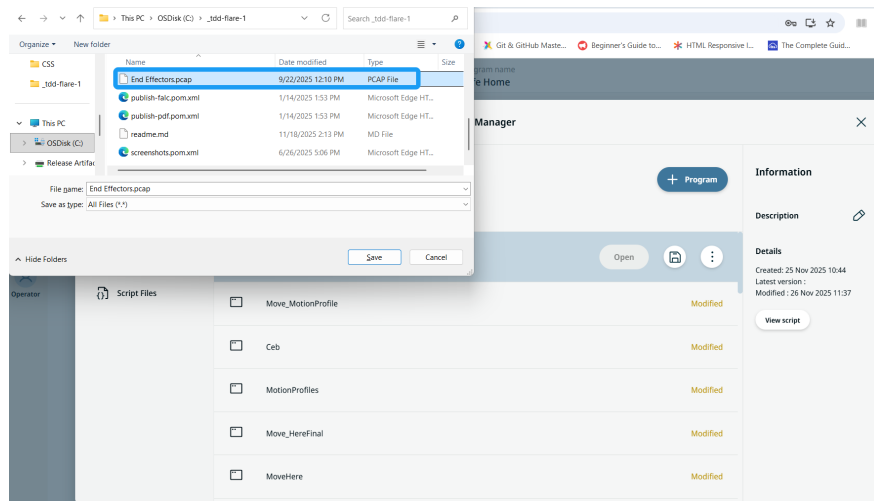 This PC > OSDisk (C:) > _tdd-flare-1
Search _tdd-flare-1
Organize
New folder
CSS
_tdd-flare-1
This PC
OSDisk (C:)
Release Artifac
Name Date modified Type Size
End Effectors.pcap 9/22/2025 12:10 PM PCAP File
publish-falc.pom.xml 1/14/2025 1:53 PM Microsoft Edge HT...
publish-pdf.pom.xml 1/14/2025 1:53 PM Microsoft Edge HT...
readme.md 11/18/2025 2:13 PM MD File
screenshots.pom.xml 6/26/2025 5:06 PM Microsoft Edge HT...
File name: End Effectors.pcap
Save as type: All Files (*.*)
Hide Folders
Save
Cancel
Git & GitHub Maste...
Beginner's Guide to...
HTML Responsive I...
The Complete Guid...
gram name
e Home
Manager
+ Program
Open
Operator
Script Files
Move_MotionProfile Modified
Ceb Modified
MotionProfiles Modified
Move_HereFinal Modified
MoveHere Modified
Information
Description
Details
Created: 25 Nov 2025 10:44
Latest version :
Modified : 26 Nov 2025 11:37
View script